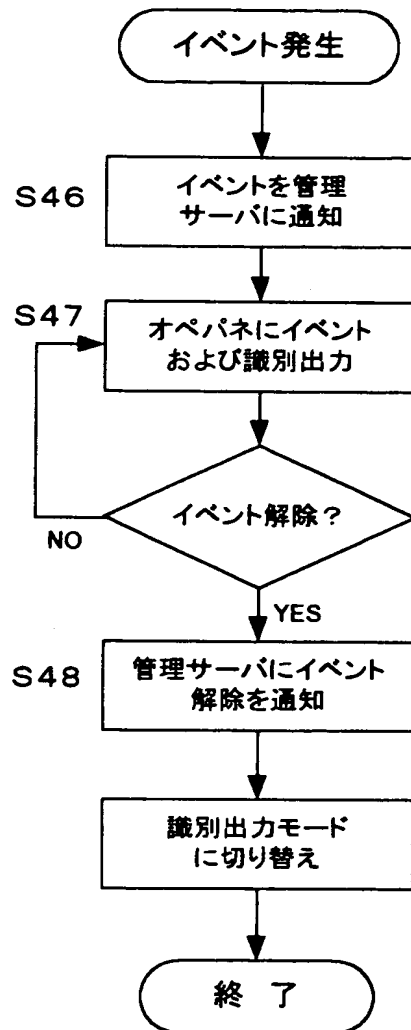 イベント発生
S46
イベントを管理
サーバに通知
S47
オペパネにイベント
および識別出力
イベント解除?
NO
YES
S48
管理サーバにイベント
解除を通知
識別出力モード
に切り替え
終 了